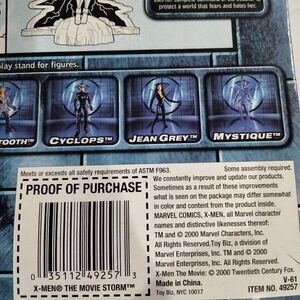 protect a world that fears and hates her.
play stand for figures.
TOOTH™ CYCLOPS™ JEAN GREY™ MYSTIQUE™
Meets or exceeds all safety requirements of ASTM F963. Some assembly required.
PROOF OF PURCHASE
0 35112 49257 3
X-MEN® THE MOVIE STORM™
We constantly improve and update our products.
Sometimes as a result of these improvements
what is seen on the package may differ somewhat
in color and content from the product inside.
MARVEL COMICS, X-MEN, all Marvel character
names and distinctive likenesses thereof:
TM and © 2000 Marvel Characters, Inc.
All Rights Reserved. Toy Biz, a division of
Marvel Enterprises, Inc. TM and © 2000
Marvel Enterprises, Inc. All Rights Reserved.
X-Men The Movie: © 2000 Twentieth Century Fox.
Made in China. V-61
Toy Biz, NYC 10017 ITEM NO. 49257